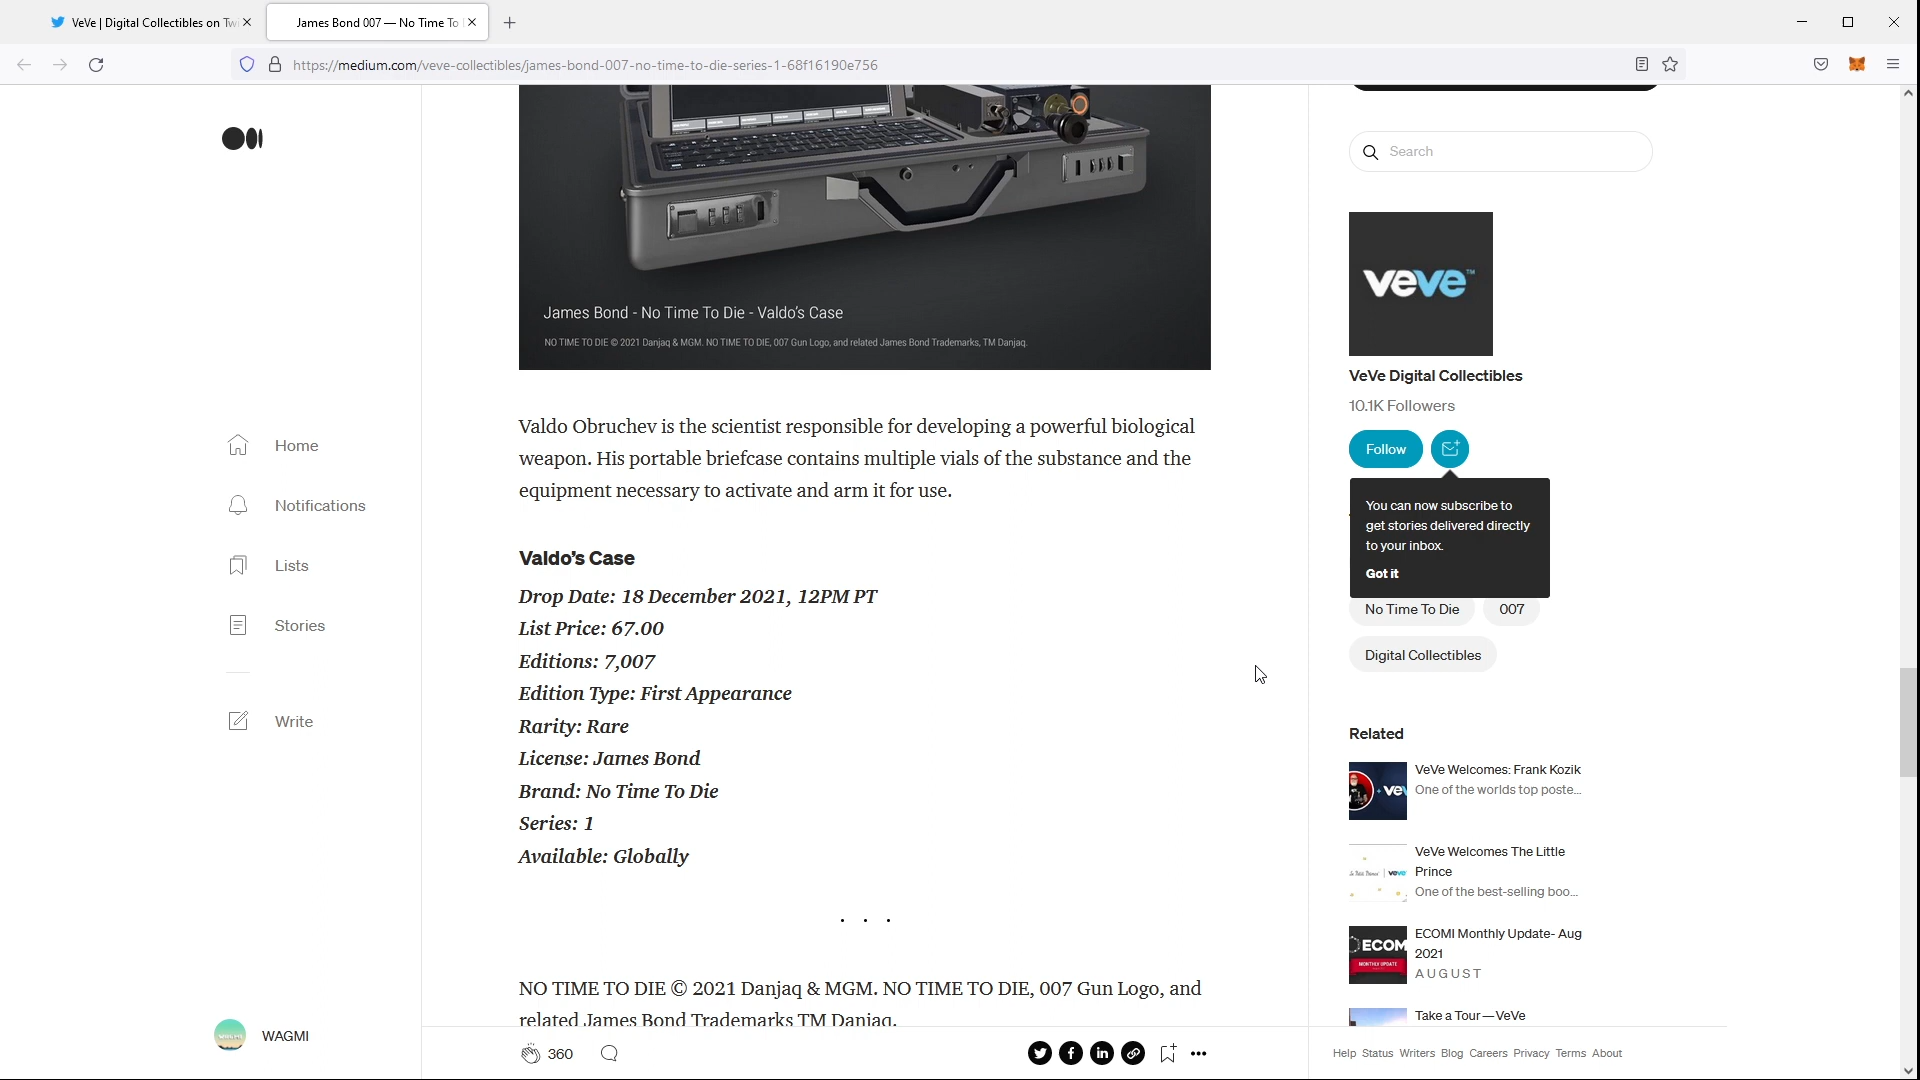 VeVe | Digital Collectibles on Tw
James Bond 007 — No Time To
https://medium.com/veve-collectibles/james-bond-007-no-time-to-die-series-1-68f16190e756
Home
Notifications
Lists
Stories
Write
WAGMI
James Bond - No Time To Die - Valdo's Case
NO TIME TO DIE © 2021 Danjaq & MGM. NO TIME TO DIE, 007 Gun Logo, and related James Bond Trademarks, TM Danjaq.
Valdo Obruchev is the scientist responsible for developing a powerful biological
weapon. His portable briefcase contains multiple vials of the substance and the
equipment necessary to activate and arm it for use.
Valdo's Case
Drop Date: 18 December 2021, 12PM PT
List Price: 67.00
Editions: 7,007
Edition Type: First Appearance
Rarity: Rare
License: James Bond
Brand: No Time To Die
Series: 1
Available: Globally
. . .
NO TIME TO DIE © 2021 Danjaq & MGM. NO TIME TO DIE, 007 Gun Logo, and
related James Bond Trademarks TM Danjaq.
360
Search
veve™
VeVe Digital Collectibles
10.1K Followers
Follow
You can now subscribe to
get stories delivered directly
to your inbox.
Got it
No Time To Die
007
Digital Collectibles
Related
VeVe Welcomes: Frank Kozik
One of the worlds top poste...
VeVe Welcomes The Little
Prince
One of the best-selling boo...
ECOM
MONTHLY UPDATE
ECOMI Monthly Update- Aug
2021
AUGUST
Take a Tour — VeVe
Help Status Writers Blog Careers Privacy Terms About